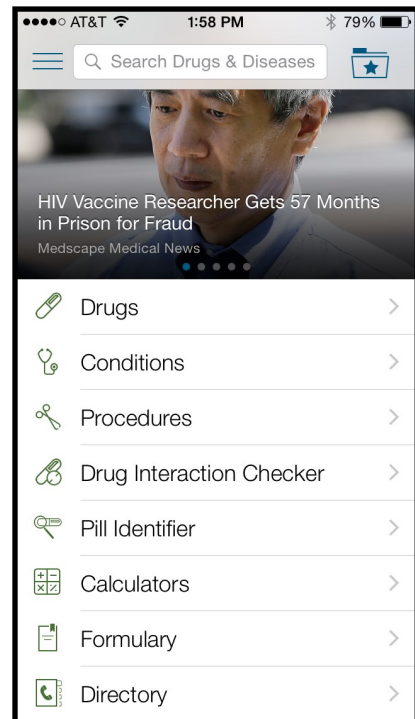 AT&T 1:58 PM 79%
Search Drugs & Diseases
HIV Vaccine Researcher Gets 57 Months
in Prison for Fraud
Medscape Medical News
Drugs
Conditions
Procedures
Drug Interaction Checker
Pill Identifier
Calculators
Formulary
Directory